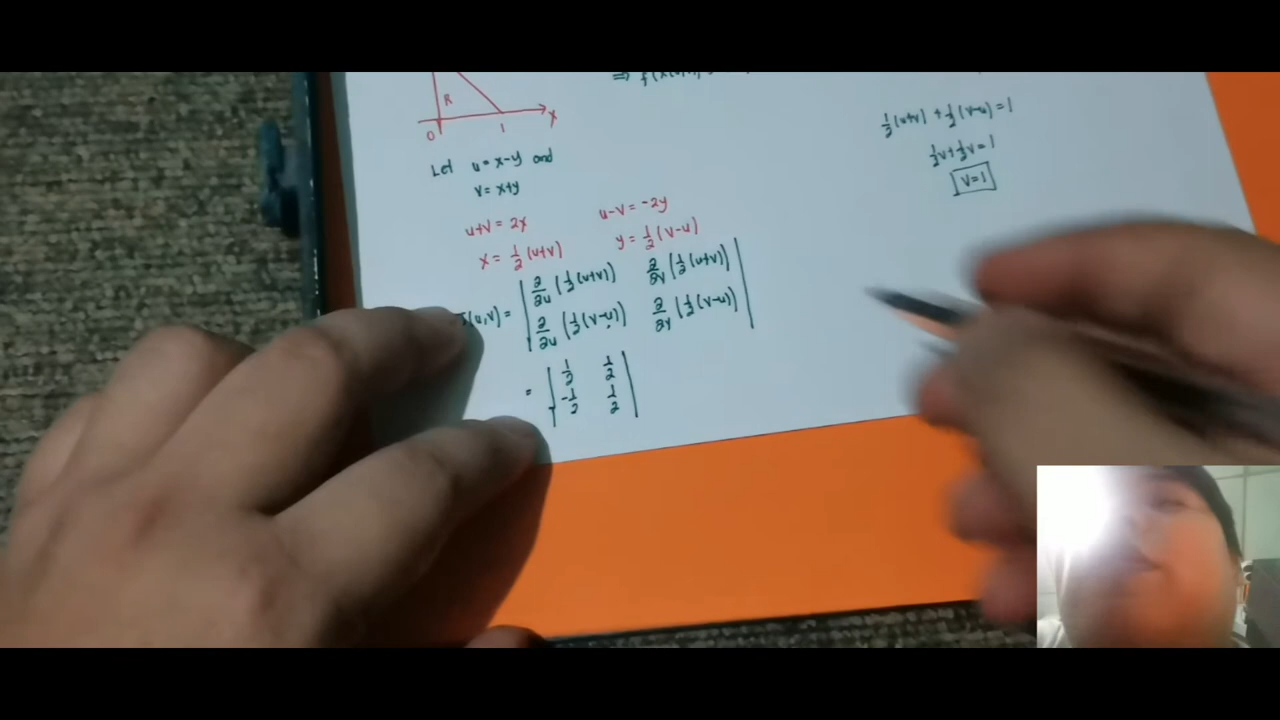 R
0 1 X
⇒ f(x(u,v),
Let u = x-y and
v = x+y
u+v = 2x
x = 1/2 (u+v)
u-v = -2y
y = 1/2 (v-u)
J(u,v) = | ∂/∂u (1/2 (u+v)) ∂/∂v (1/2 (u+v)) |
| ∂/∂u (1/2 (v-u)) ∂/∂v (1/2 (v-u)) |
= | 1/2 1/2 |
| -1/2 1/2 |
1/2 (u+v) + 1/2 (v-u) = 1
1/2 v + 1/2 v = 1
v = 1